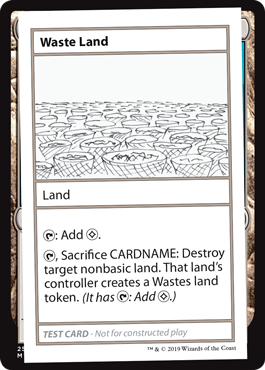 Waste Land
Land
: Add .
, Sacrifice CARDNAME: Destroy
target nonbasic land. That land's
controller creates a Wastes land
token. (It has : Add .)
TEST CARD - Not for constructed play
™ & © 2019 Wizards of the Coast
M